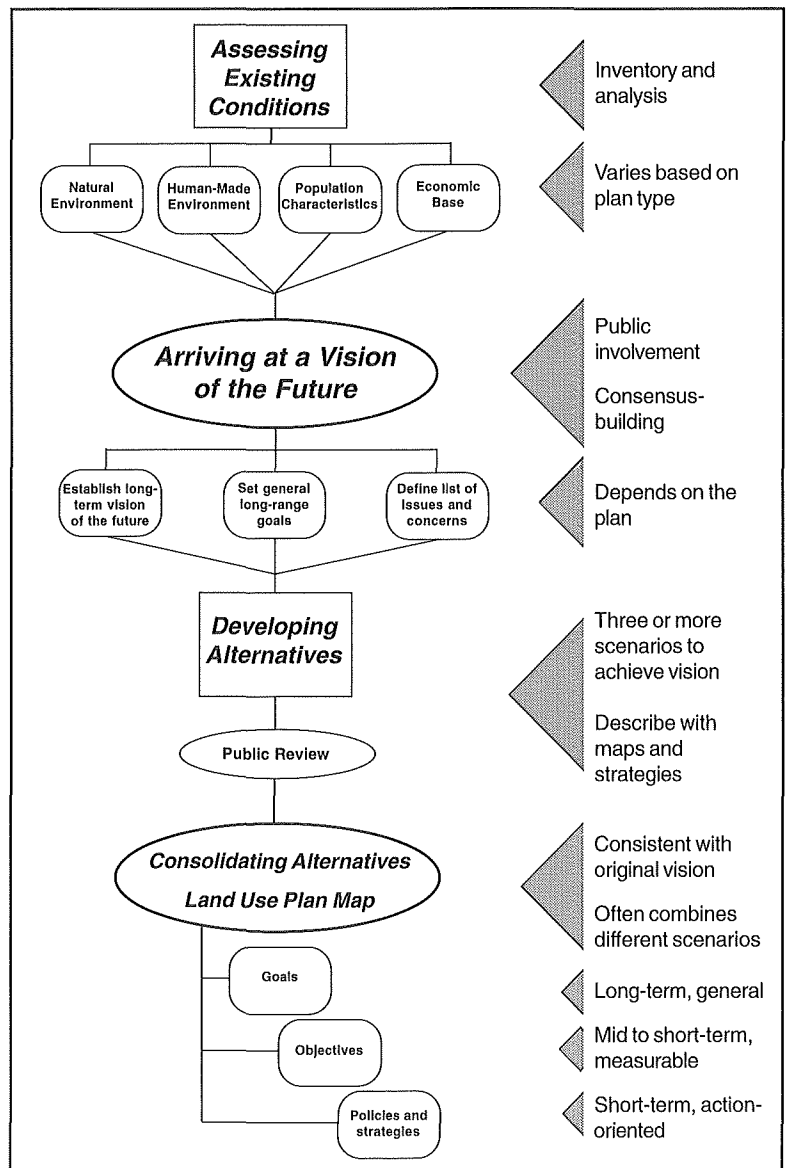 Assessing
Existing
Conditions
Inventory and
analysis
Natural
Environment
Human-Made
Environment
Population
Characteristics
Economic
Base
Varies based on
plan type
Arriving at a Vision
of the Future
Public
involvement
Consensus-
building
Establish long-
term vision
of the future
Set general
long-range
goals
Define list of
Issues and
concerns
Depends on the
plan
Developing
Alternatives
Three or more
scenarios to
achieve vision
Describe with
maps and
strategies
Public Review
Consolidating Alternatives
Land Use Plan Map
Consistent with
original vision
Often combines
different scenarios
Goals
Long-term, general
Objectives
Mid to short-term,
measurable
Policies and
strategies
Short-term, action-
oriented